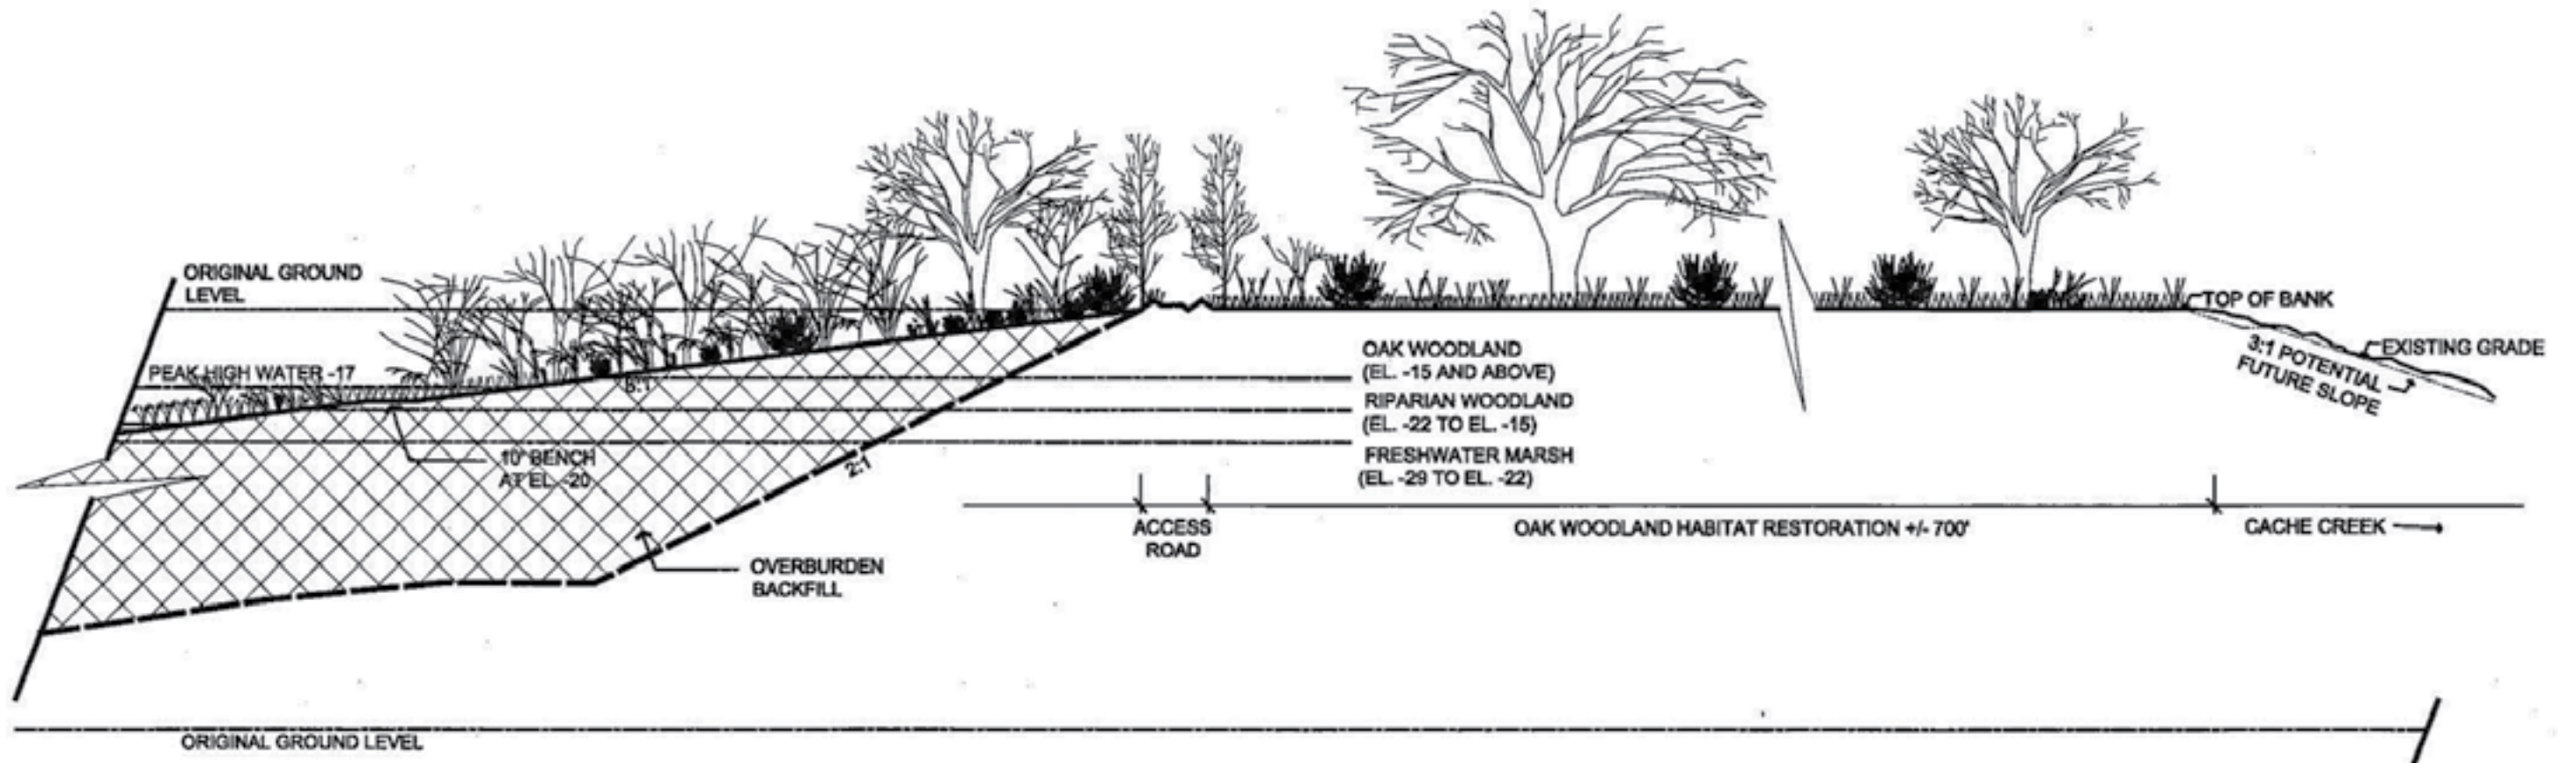 ORIGINAL GROUND
LEVEL
PEAK HIGH WATER -17
10' BENCH
AT EL. -20
2:1
OVERBURDEN
BACKFILL
OAK WOODLAND
(EL. -15 AND ABOVE)
RIPARIAN WOODLAND
(EL. -22 TO EL. -15)
FRESHWATER MARSH
(EL. -29 TO EL. -22)
ACCESS
ROAD
OAK WOODLAND HABITAT RESTORATION +/- 700'
TOP OF BANK
EXISTING GRADE
3:1 POTENTIAL
FUTURE SLOPE
CACHE CREEK
ORIGINAL GROUND LEVEL